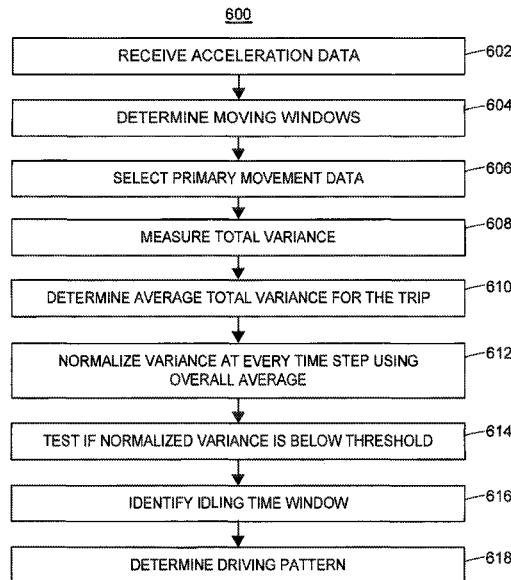 600
RECEIVE ACCELERATION DATA
602
DETERMINE MOVING WINDOWS
604
SELECT PRIMARY MOVEMENT DATA
606
MEASURE TOTAL VARIANCE
608
DETERMINE AVERAGE TOTAL VARIANCE FOR THE TRIP
610
NORMALIZE VARIANCE AT EVERY TIME STEP USING
OVERALL AVERAGE
612
TEST IF NORMALIZED VARIANCE IS BELOW THRESHOLD
614
IDENTIFY IDLING TIME WINDOW
616
DETERMINE DRIVING PATTERN
618